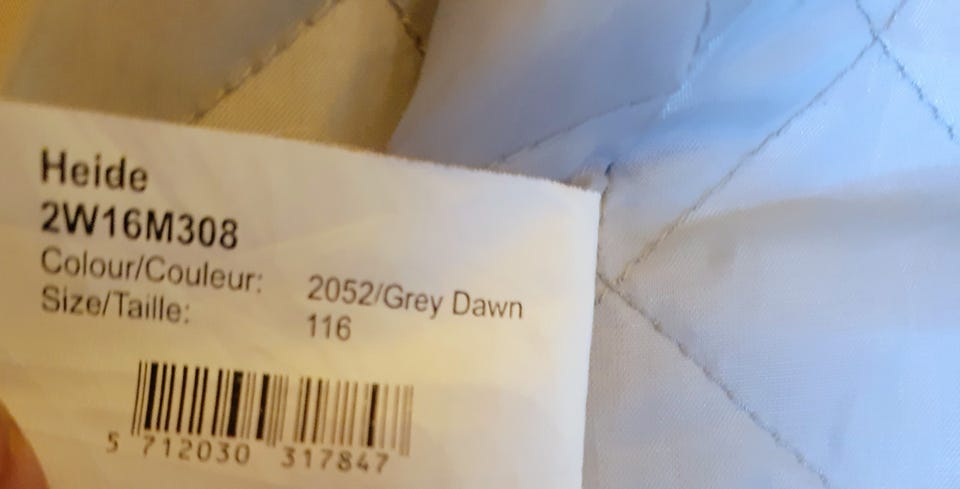 Heide
2W16M308
Colour/Couleur: 2052/Grey Dawn
Size/Taille: 116
5 712030 317847